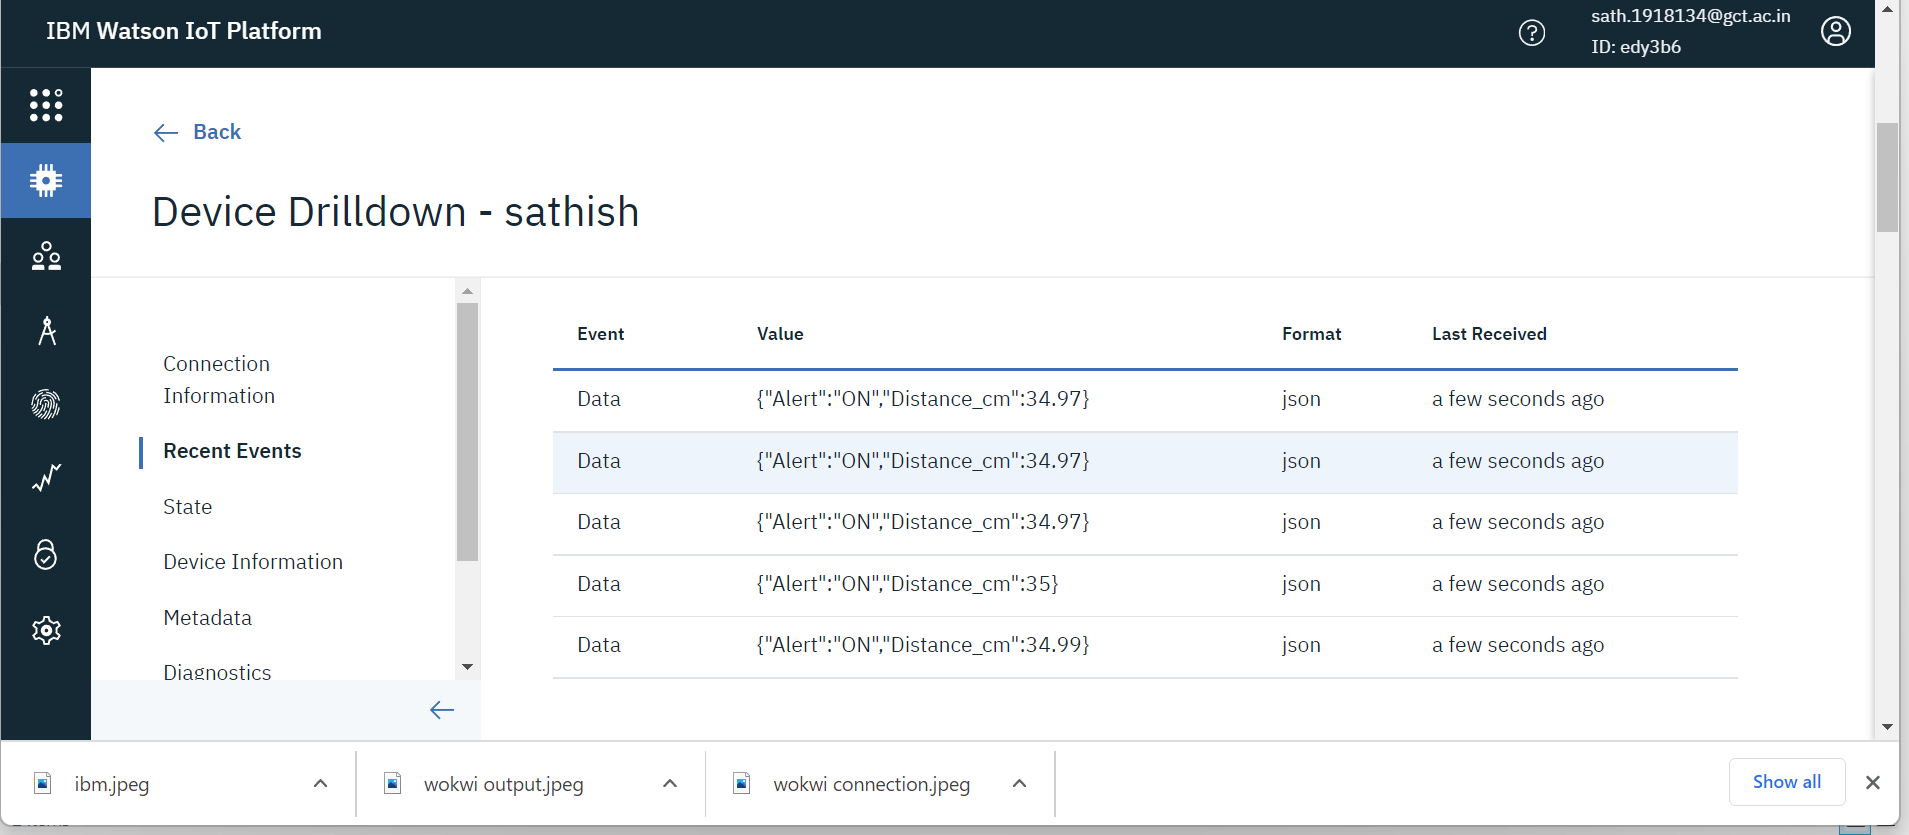 IBM Watson IoT Platform
sath.1918134@gct.ac.in
ID: edy3b6
Back
Device Drilldown - sathish
Connection
Information
Recent Events
State
Device Information
Metadata
Diagnostics
Event Value Format Last Received
Data {"Alert":"ON","Distance_cm":34.97} json a few seconds ago
Data {"Alert":"ON","Distance_cm":34.97} json a few seconds ago
Data {"Alert":"ON","Distance_cm":34.97} json a few seconds ago
Data {"Alert":"ON","Distance_cm":35} json a few seconds ago
Data {"Alert":"ON","Distance_cm":34.99} json a few seconds ago
ibm.jpeg
wokwi output.jpeg
wokwi connection.jpeg
Show all